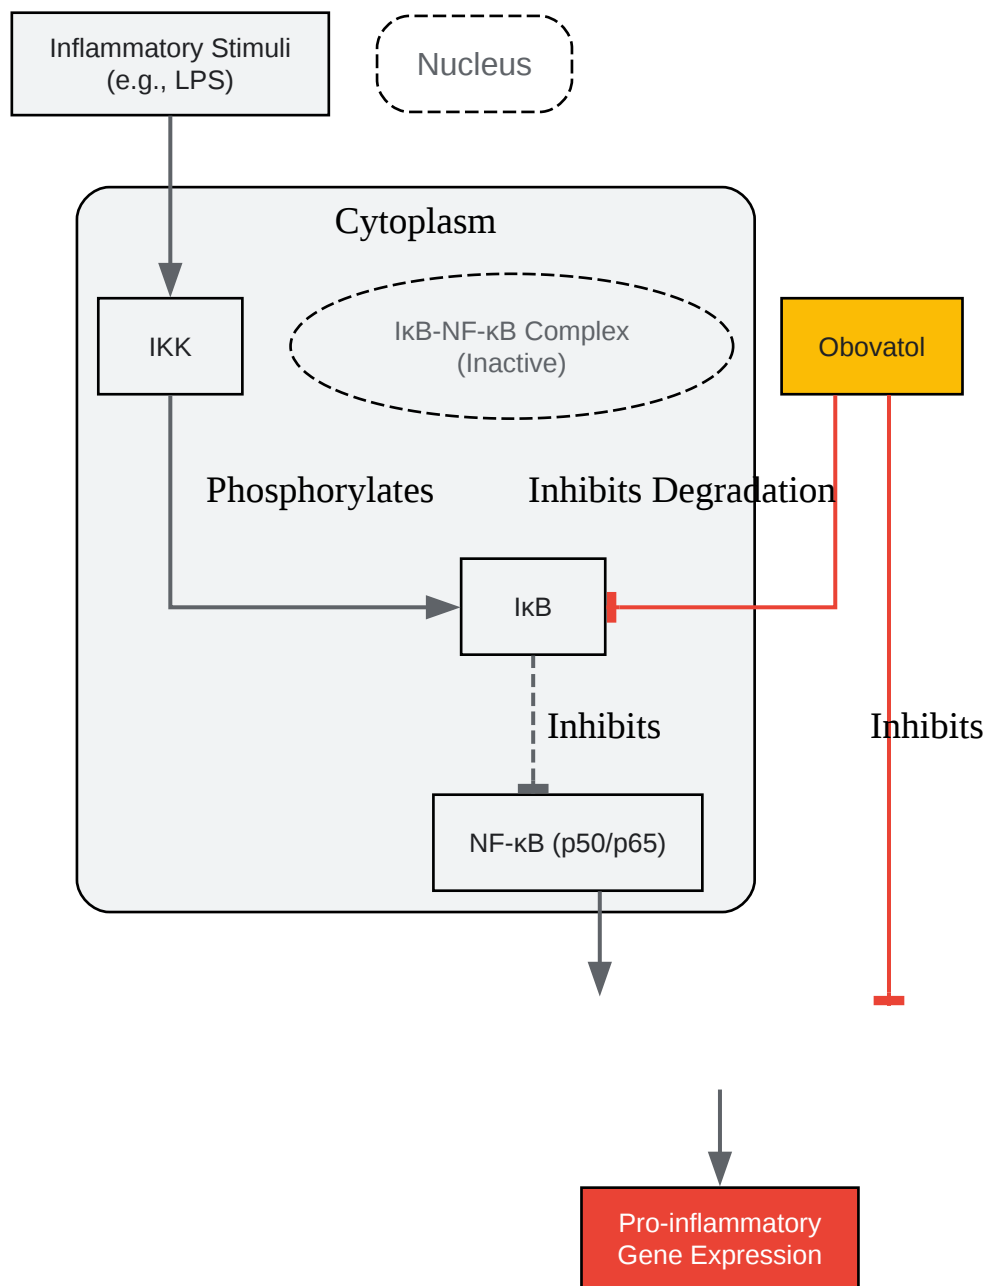 Inflammatory Stimuli
(e.g., LPS)
Nucleus
Cytoplasm
IKK
IκB-NF-κB Complex
(Inactive)
Obovatol
Phosphorylates
Inhibits Degradation
IκB
Inhibits
Inhibits
NF-κB (p50/p65)
Pro-inflammatory
Gene Expression